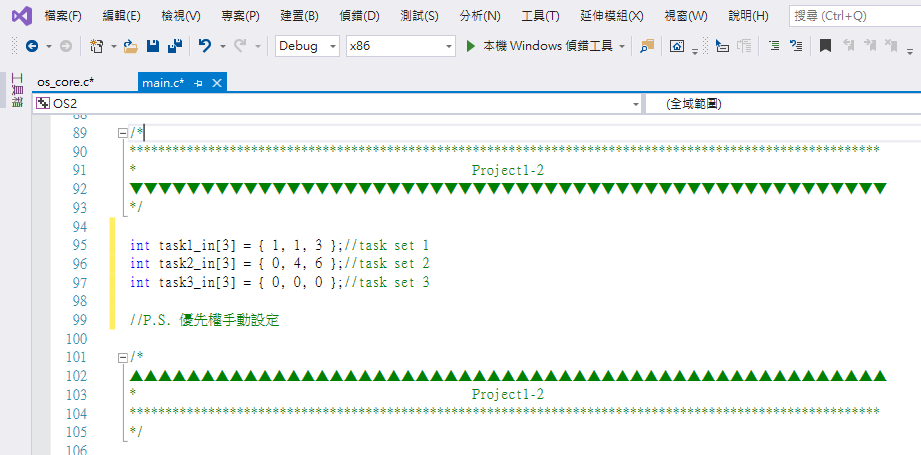 檔案(F) 編輯(E) 檢視(V) 專案(P) 建置(B) 偵錯(D) 測試(S) 分析(N) 工具(T) 延伸模組(X) 視窗(W) 說明(H) 搜尋 (Ctrl+Q)
Debug x86 本機 Windows 偵錯工具
工具箱
os_core.c* main.c*
OS2 (全域範圍)
88
89 /*
90 ********************************************************************************************************
91 * Project1-2
92 ▼▼▼▼▼▼▼▼▼▼▼▼▼▼▼▼▼▼▼▼▼▼▼▼▼▼▼▼▼▼▼▼▼▼▼▼▼▼▼▼▼▼▼▼▼▼▼▼▼▼▼▼▼
93 */
94
95 int task1_in[3] = { 1, 1, 3 };//task set 1
96 int task2_in[3] = { 0, 4, 6 };//task set 2
97 int task3_in[3] = { 0, 0, 0 };//task set 3
98
99 //P.S. 優先權手動設定
100
101 /*
102 ▲▲▲▲▲▲▲▲▲▲▲▲▲▲▲▲▲▲▲▲▲▲▲▲▲▲▲▲▲▲▲▲▲▲▲▲▲▲▲▲▲▲▲▲▲▲▲▲▲▲▲▲▲
103 * Project1-2
104 ********************************************************************************************************
105 */
106